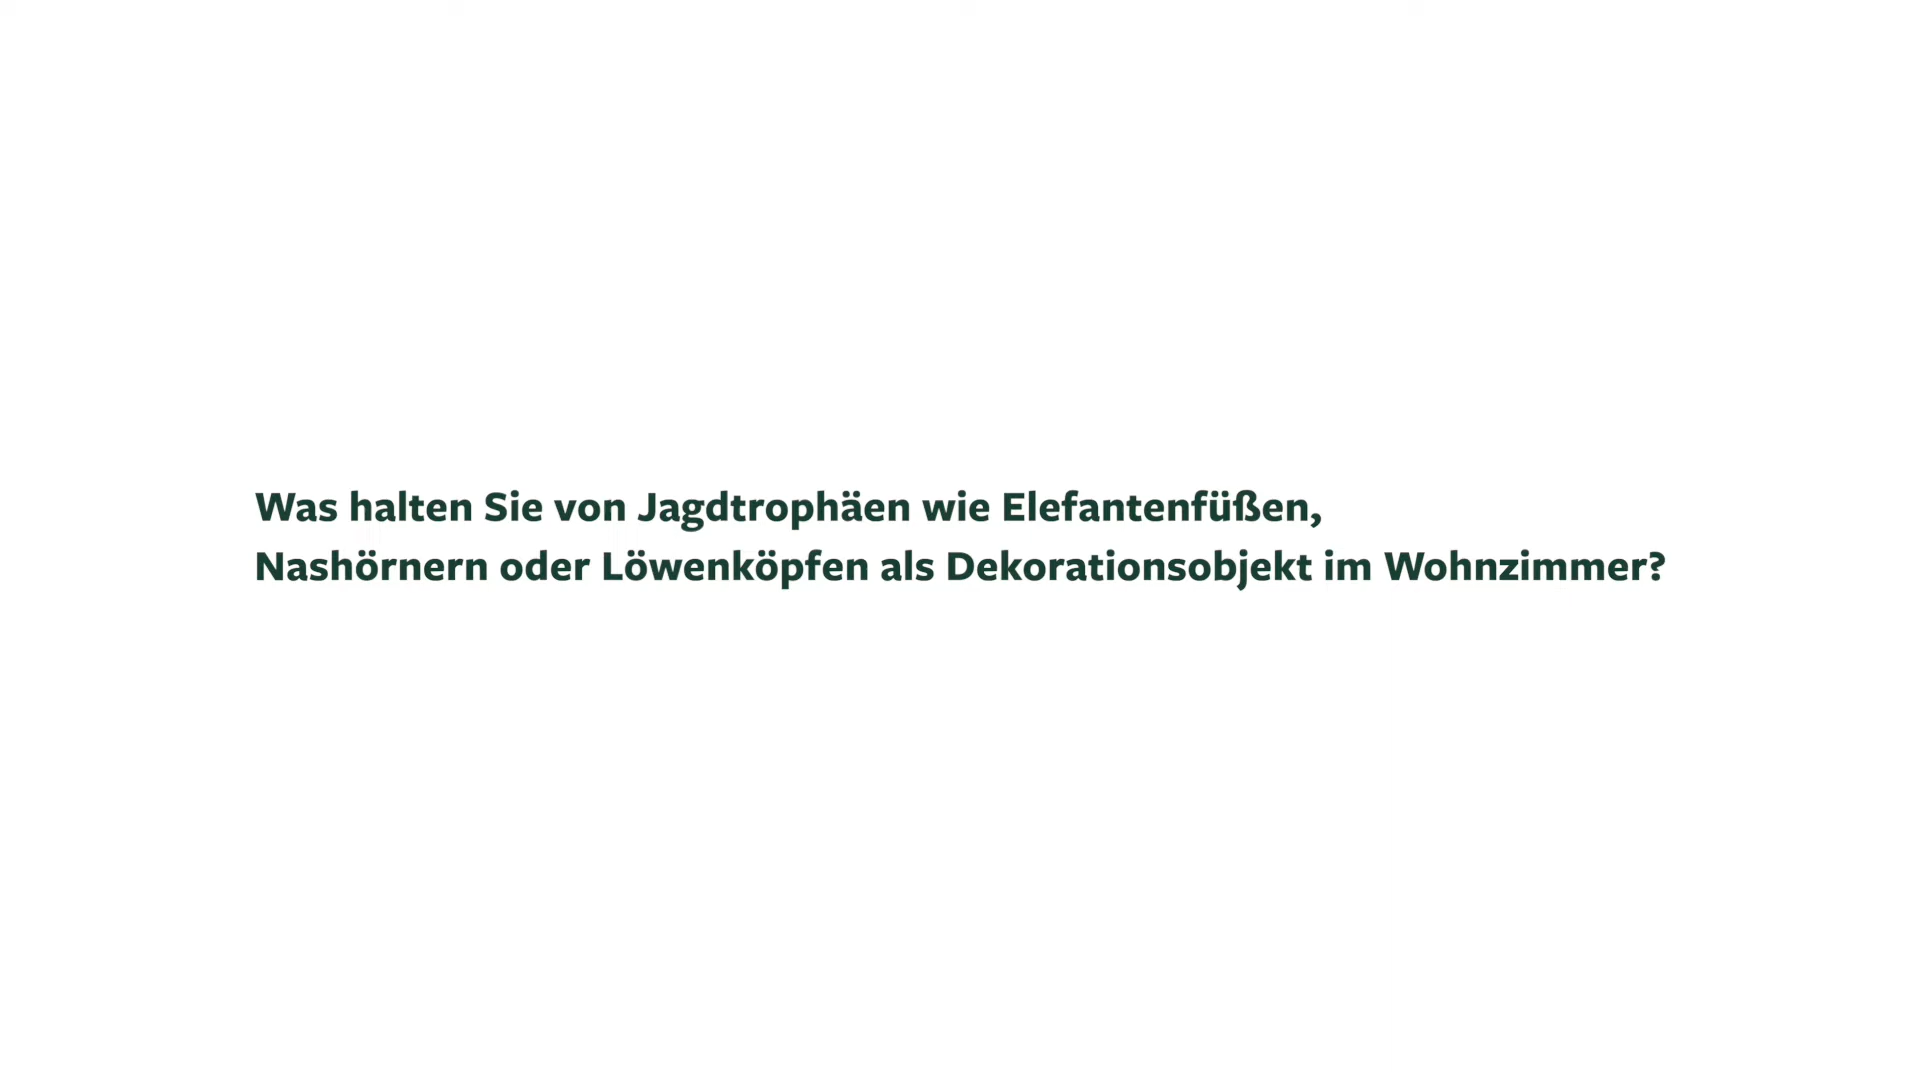 Was halten Sie von Jagdtrophäen wie Elefantenfüßen,
Nashörnern oder Löwenköpfen als Dekorationsobjekt im Wohnzimmer?